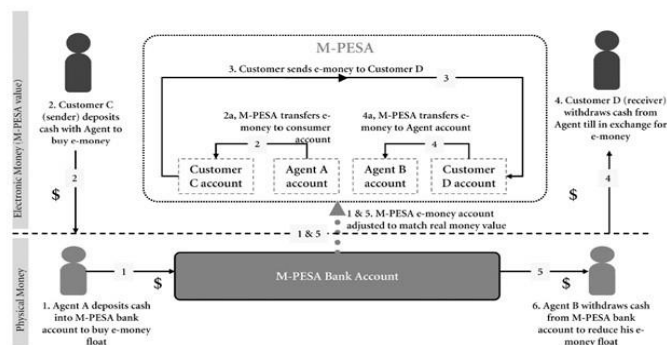 Electronic Money (M-PESA value)
M-PESA
3. Customer sends e-money to Customer D
3
2. Customer C
(sender) deposits
cash with Agent to
buy e-money
2a, M-PESA transfers e-
money to consumer
account
4a, M-PESA transfers e-
money to Agent account
4. Customer D (receiver)
withdraws cash from
Agent till in exchange for
e-money
2
4
Customer
C account
Agent A
account
Agent B
account
Customer
D account
$
2
$
4
1 & 5. M-PESA e-money account
adjusted to match real money value
1 & 5
Physical Money
1
$
M-PESA Bank Account
5
$
1. Agent A deposits cash
into M-PESA bank
account to buy e-money
float
6. Agent B withdraws cash
from M-PESA bank
account to reduce his e-
money float